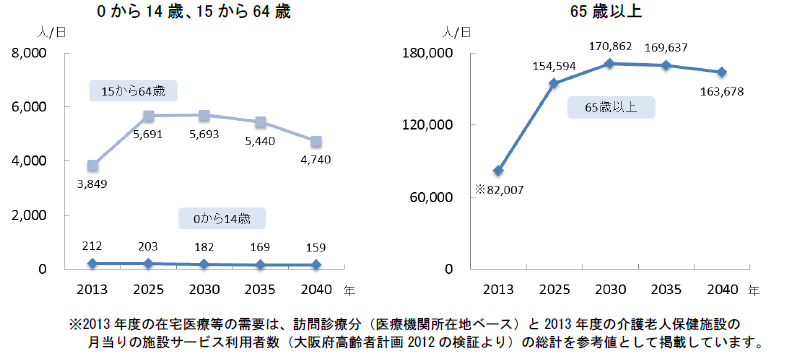 0から14歳、15から64歳
人/日
8,000
6,000
4,000
2,000
0
15から64歳
3,849
5,691
5,693
5,440
4,740
0から14歳
212
203
182
169
159
2013 2025 2030 2035 2040 年
65歳以上
人/日
180,000
120,000
60,000
0
154,594
170,862
169,637
163,678
65歳以上
※82,007
2013 2025 2030 2035 2040 年
※2013年度の在宅医療等の需要は、訪問診療分（医療機関所在地ベース）と2013年度の介護老人保健施設の
月当りの施設サービス利用者数（大阪府高齢者計画2012の検証より）の総計を参考値として掲載しています。